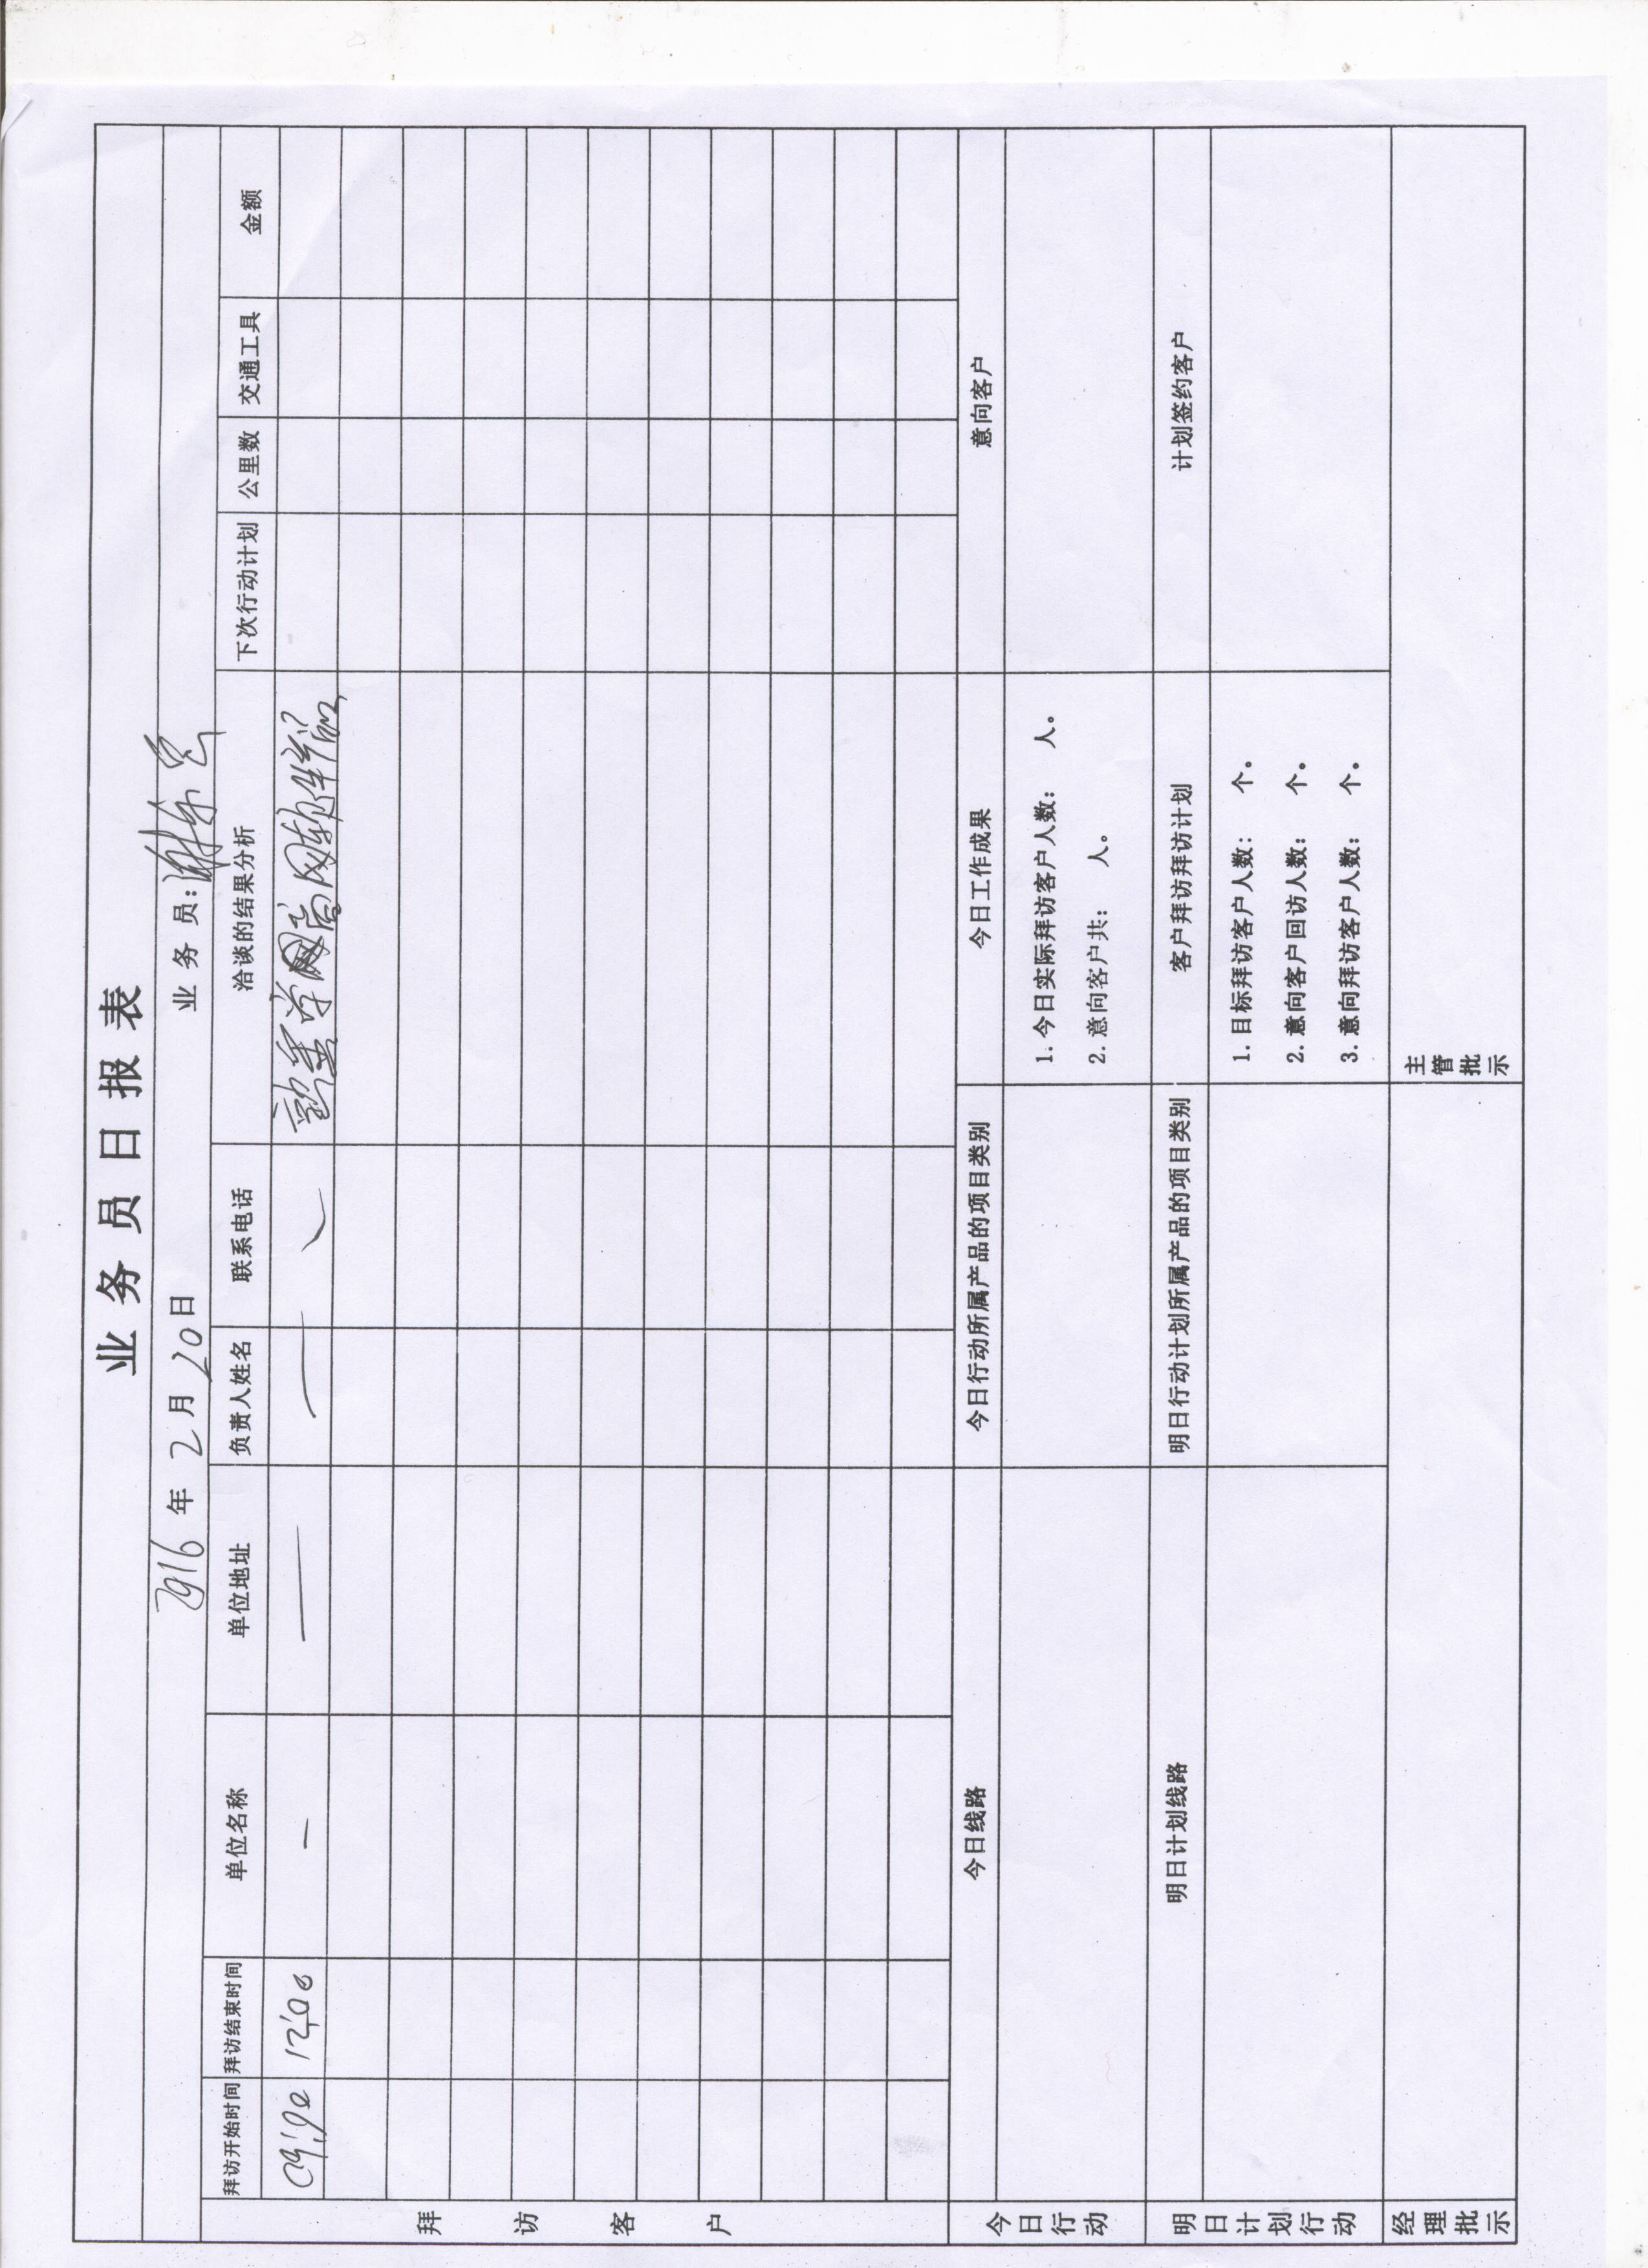 业务员日报表
2016 年 2 月 20 日 业 务 员:
拜访开始时间 拜访结束时间 单位名称 单位地址 负责人姓名 联系电话 洽谈的结果分析 下次行动计划 公里数 交通工具 金额
拜访客户
12:00 — — —
今日行动
今日线路 今日行动所属产品的项目类别 今日工作成果 意向客户
1.今日实际拜访客户人数: 人。
2.意向客户共: 人。
明日计划行动
明日计划线路 明日行动计划所属产品的项目类别 客户拜访拜访计划 计划签约客户
1.目标拜访客户人数: 个。
2.意向客户回访人数: 个。
3.意向拜访客户人数: 个。
经理批示 主管批示